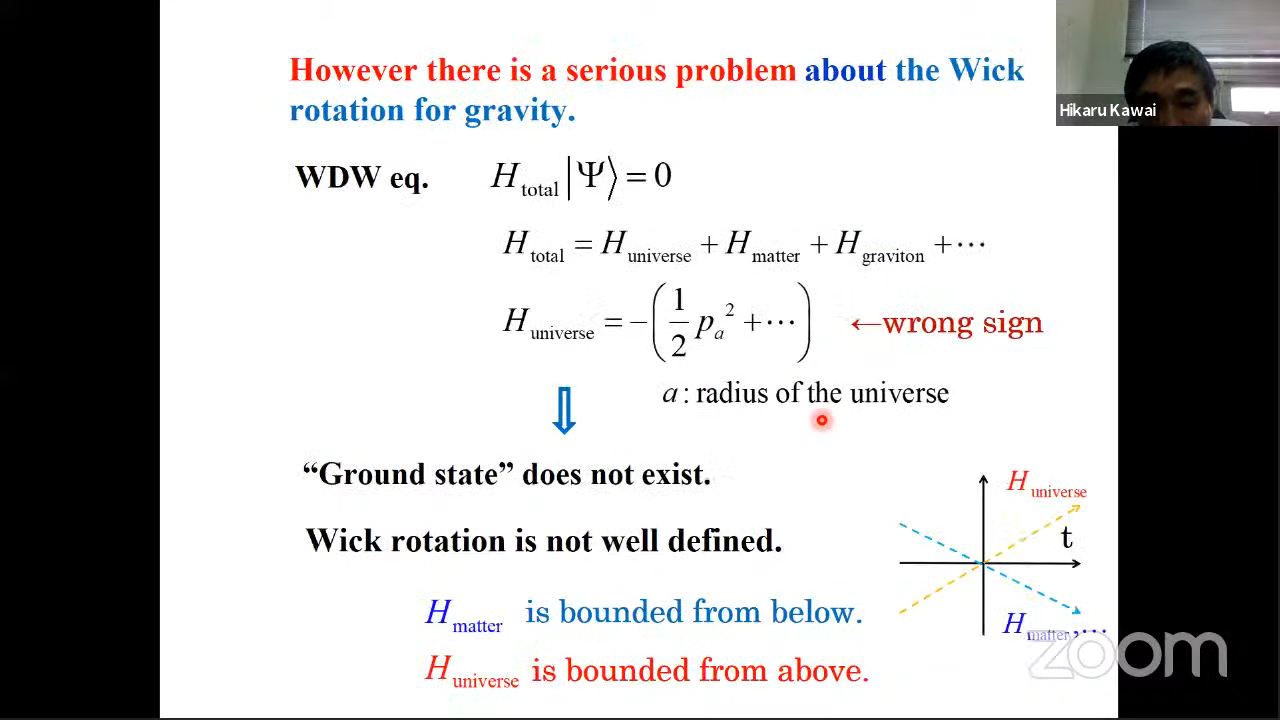 However there is a serious problem about the Wick
rotation for gravity.
Hikaru Kawai
WDW eq. H_total |Ψ⟩ = 0
H_total = H_universe + H_matter + H_graviton + ⋯
H_universe = −(1/2 p_a² + ⋯) ←wrong sign
a : radius of the universe
“Ground state” does not exist.
H_universe
Wick rotation is not well defined.
t
H_matter is bounded from below.
H_matter,⋯
zoom
H_universe is bounded from above.